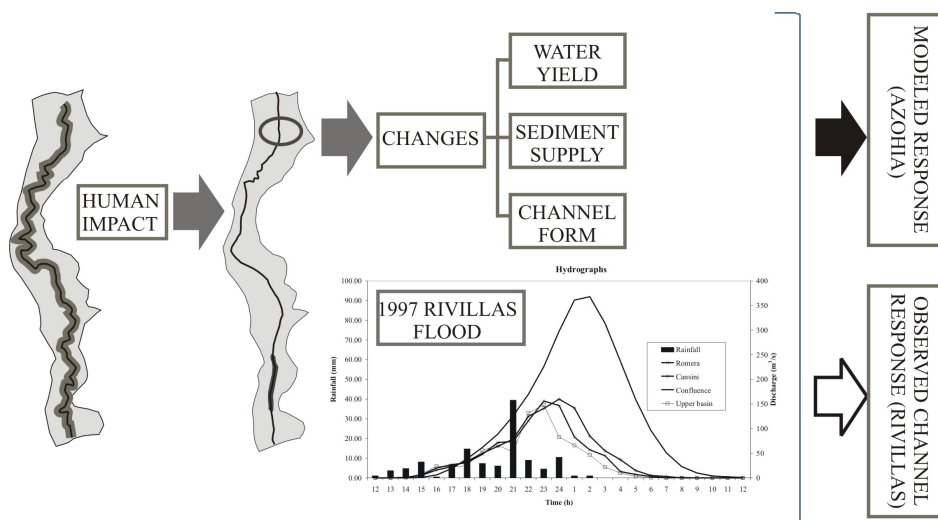 HUMAN
IMPACT
CHANGES
WATER
YIELD
SEDIMENT
SUPPLY
CHANNEL
FORM
MODELED RESPONSE
(AZOHIA)
OBSERVED CHANNEL
RESPONSE (RIVILLAS)
Hydrographs
1997 RIVILLAS
FLOOD
Rainfall (mm)
100.00
90.00
80.00
70.00
60.00
50.00
40.00
30.00
20.00
10.00
0.00
Rainfall
Romera
Cansini
Confluence
Upper basin
400
350
300
250
200
150
100
50
0
Discharge (m³/s)
12 13 14 15 16 17 18 19 20 21 22 23 24 1 2 3 4 5 6 7 8 9 10 11 12
Time (h)